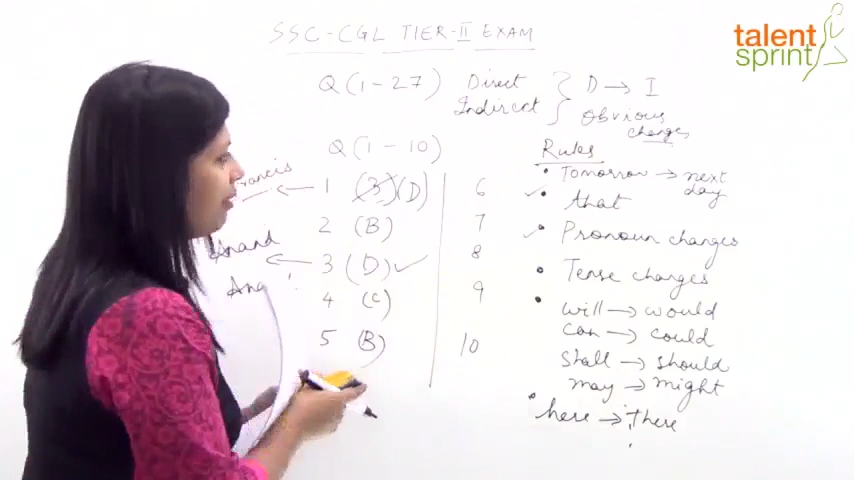 SSC-CGL TIER-II EXAM
talent
sprint
Q (1-27) Direct
Indirect
D → I
Obvious
changes
Q (1-10)
Francis ← 1 (3) (D)
2 (B)
Anand ← 3 (D) ✓
!
4 (C)
5 (B)
6
7
8
9
10
Rules
• Tomorrow → next
day
✓ • that
✓ • Pronoun changes
• Tense changes
• will → would
can → could
shall → should
may → might
• here → there